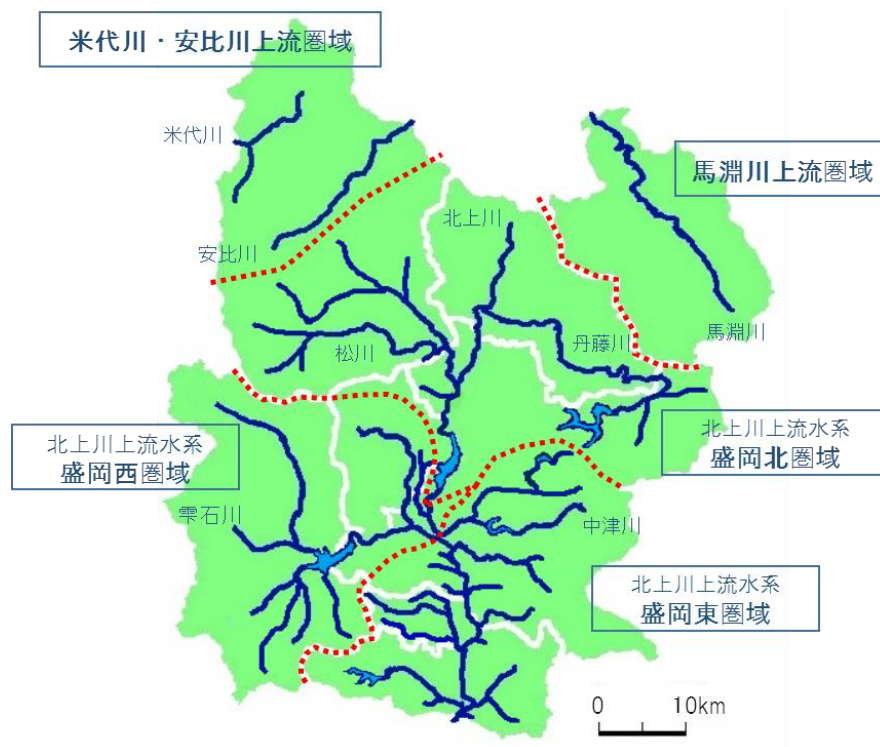 米代川・安比川上流圏域
米代川
馬淵川上流圏域
北上川
安比川
馬淵川
丹藤川
松川
北上川上流水系
盛岡西圏域
北上川上流水系
盛岡北圏域
雫石川
中津川
北上川上流水系
盛岡東圏域
0 10km